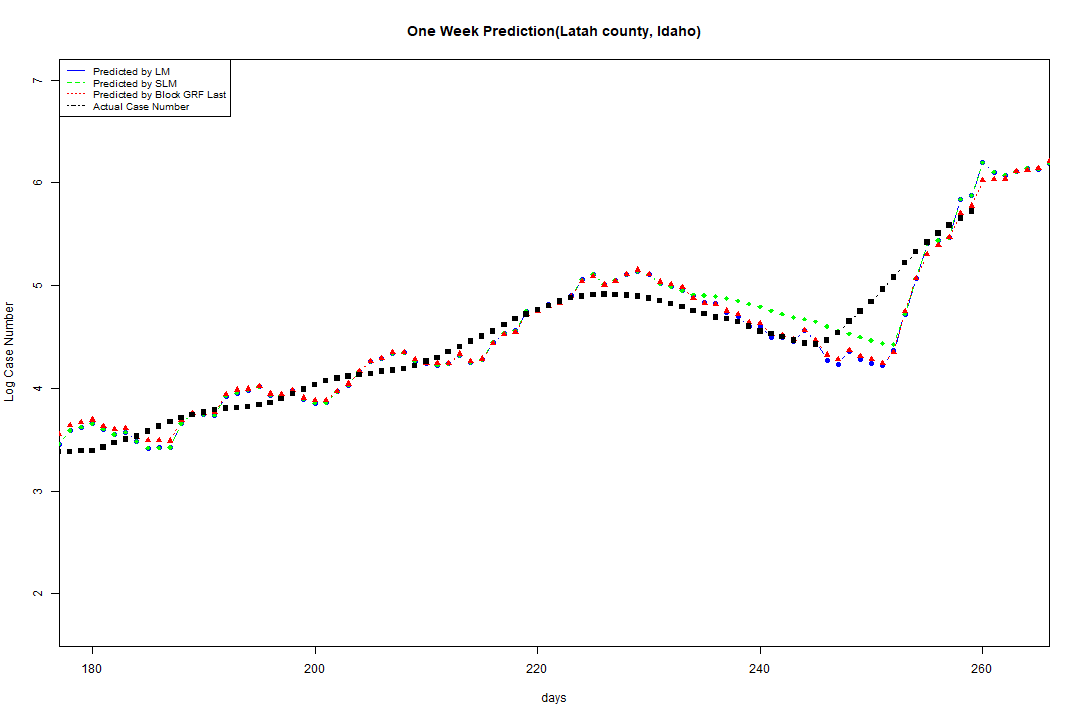 One Week Prediction(Latah county, Idaho)
Predicted by LM
Predicted by SLM
Predicted by Block GRF Last
Actual Case Number
7
6
5
4
3
2
Log Case Number
180
200
220
240
260
days